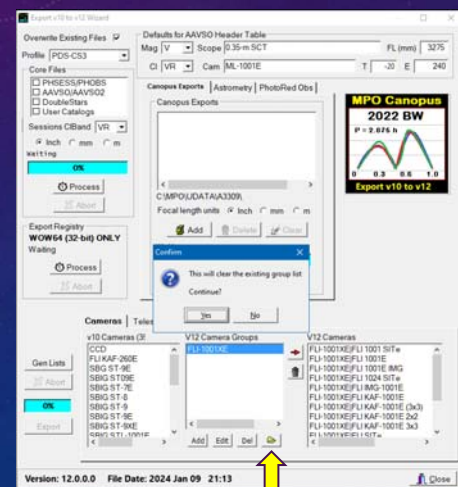 Export v10 to v12 Wizard
Overwrite Existing Files
Profile PDS-CS3
Core Files
PHSESS/PHOBS
AAVSO/AAVSO2
DoubleStars
User Catalogs
Sessions CIBand VR
Inch mm m
Waiting
0%
Process
Abort
Export Registry
WOW64 (32-bit) ONLY
Waiting
Process
Abort
Defaults for AAVSO Header Table
Mag V Scope 0.35-m SCT FL (mm) 3275
CI VR Cam ML-1001E T -20 E 240
Canopus Exports Astrometry PhotoRed Obs
Canopus Exports
C:\MPO\UDATA\A3309\
Focal length units Inch mm m
Add Delete Clear
MPO Canopus
2022 BW
P = 2.075 h
0 0.3 0.6 1.0
Export v10 to v12
Confirm
This will clear the existing group list
Continue?
Yes No
Cameras Teles
v10 Cameras (3!
CCD
FLI KAF-260E
SBIG ST-9E
SBIG ST09E
SBIG ST-7E
SBIG ST-8
SBIG ST-9
SBIG ST-9E
SBIG ST-9XE
SBIG STL-1001E
Gen Lists
Abort
0%
Export
V12 Camera Groups
FLI-1001XE
Add Edit Del
V12 Cameras
FLI-1001XE|FLI 1001 SITe
FLI-1001XE|FLI 1001E
FLI-1001XE|FLI 1001E IMG
FLI-1001XE|FLI 1024 SITe
FLI-1001XE|FLI IMG-1001E
FLI-1001XE|FLI KAF-1001E (3x3)
FLI-1001XE|FLI KAF-1001E 2x2
FLI-1001XE|FLI KAF-1001E 3x3
FLI-1001XE|FLI SITe
Version: 12.0.0.0 File Date: 2024 Jan 09 21:13
Close